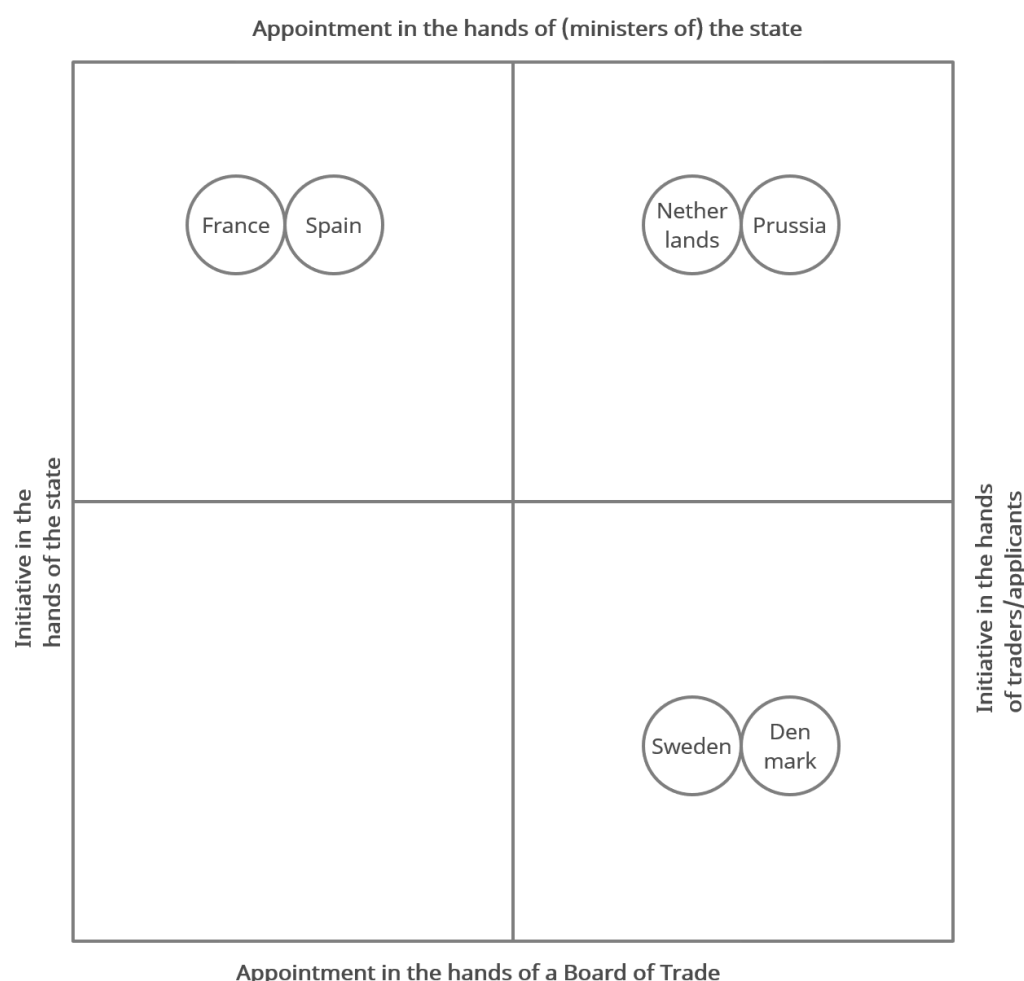 Appointment in the hands of (ministers of) the state
France
Spain
Nether
lands
Prussia
Initiative in the
hands of the state
Initiative in the hands
of traders/applicants
Sweden
Den
mark
Appointment in the hands of a Board of Trade